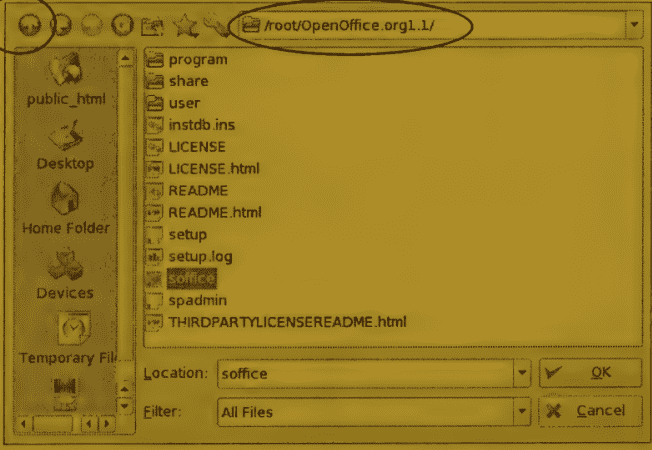 /root/OpenOffice.org1.1/
program
share
user
instdb.ins
LICENSE
LICENSE.html
README
README.html
setup
setup.log
soffice
spadmin
THIRDPARTYLICENSEREADME.html
public_html
Desktop
Home Folder
Devices
Temporary File
Location: soffice OK
Filter: All Files Cancel